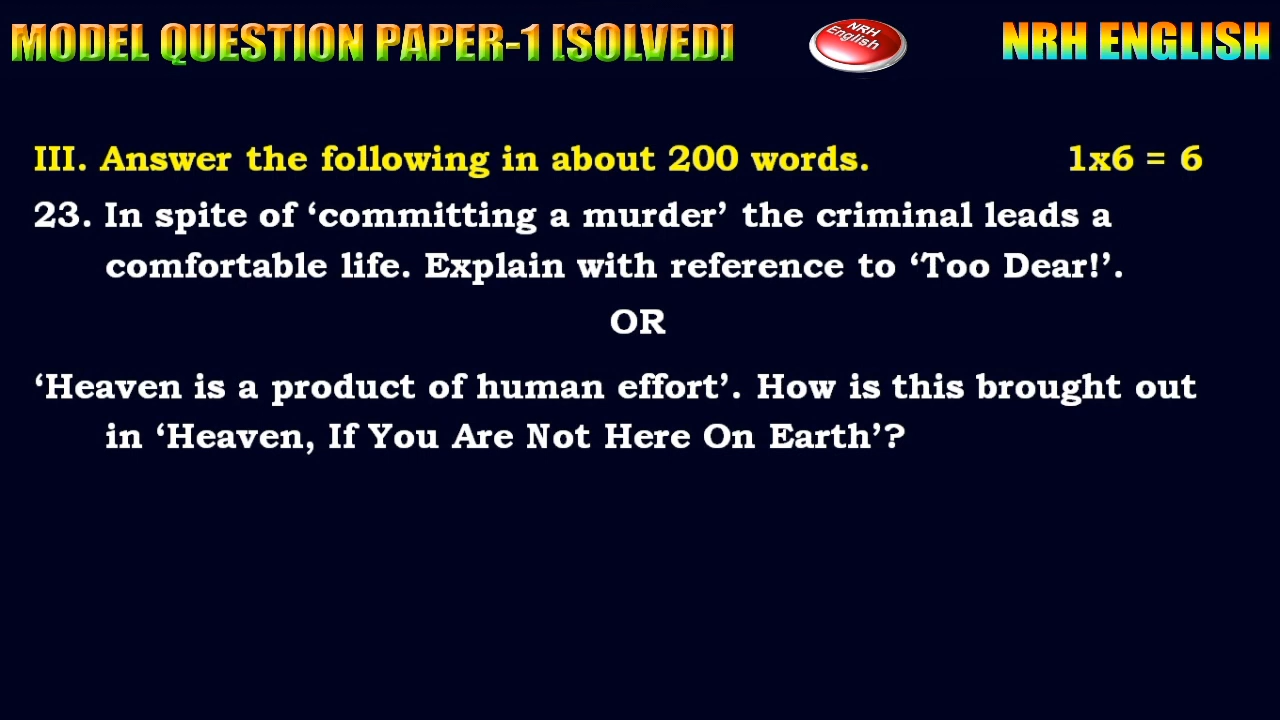 MODEL QUESTION PAPER-1 [SOLVED]
NRH English
NRH ENGLISH
III. Answer the following in about 200 words. 1x6 = 6
23. In spite of ‘committing a murder’ the criminal leads a
comfortable life. Explain with reference to ‘Too Dear!’.
OR
‘Heaven is a product of human effort’. How is this brought out
in ‘Heaven, If You Are Not Here On Earth’?